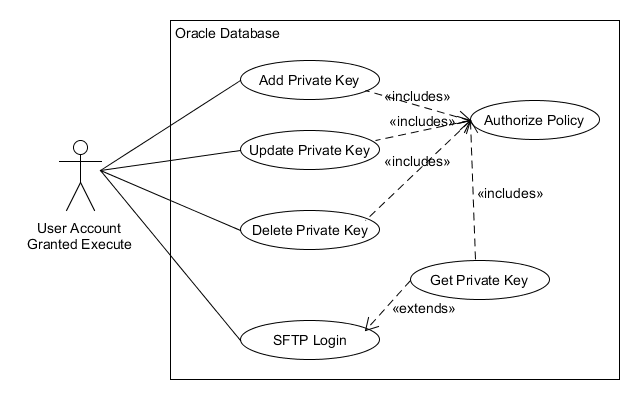 Oracle Database
Add Private Key
«includes»
Authorize Policy
«includes»
Update Private Key
«includes»
User Account
Granted Execute
Delete Private Key
«includes»
Get Private Key
«extends»
SFTP Login